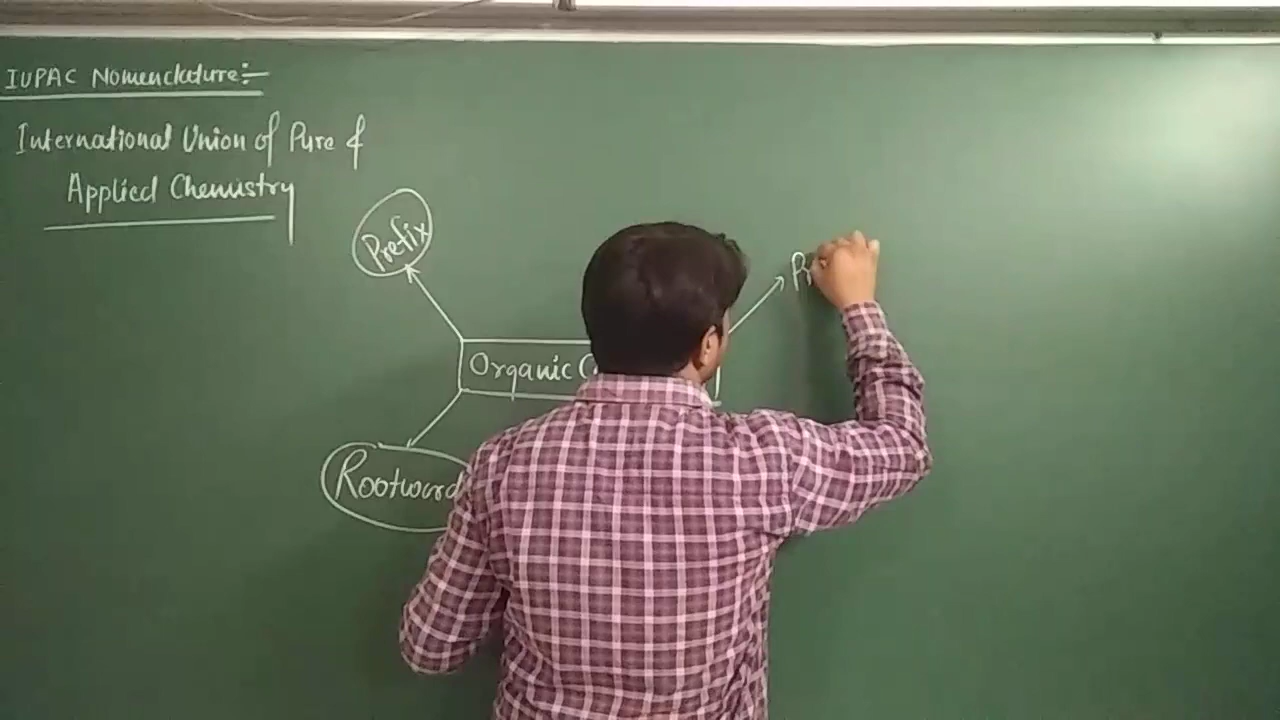 IUPAC Nomenclature:-
International Union of Pure &
Applied Chemistry
Prefix
Organic
Rootword